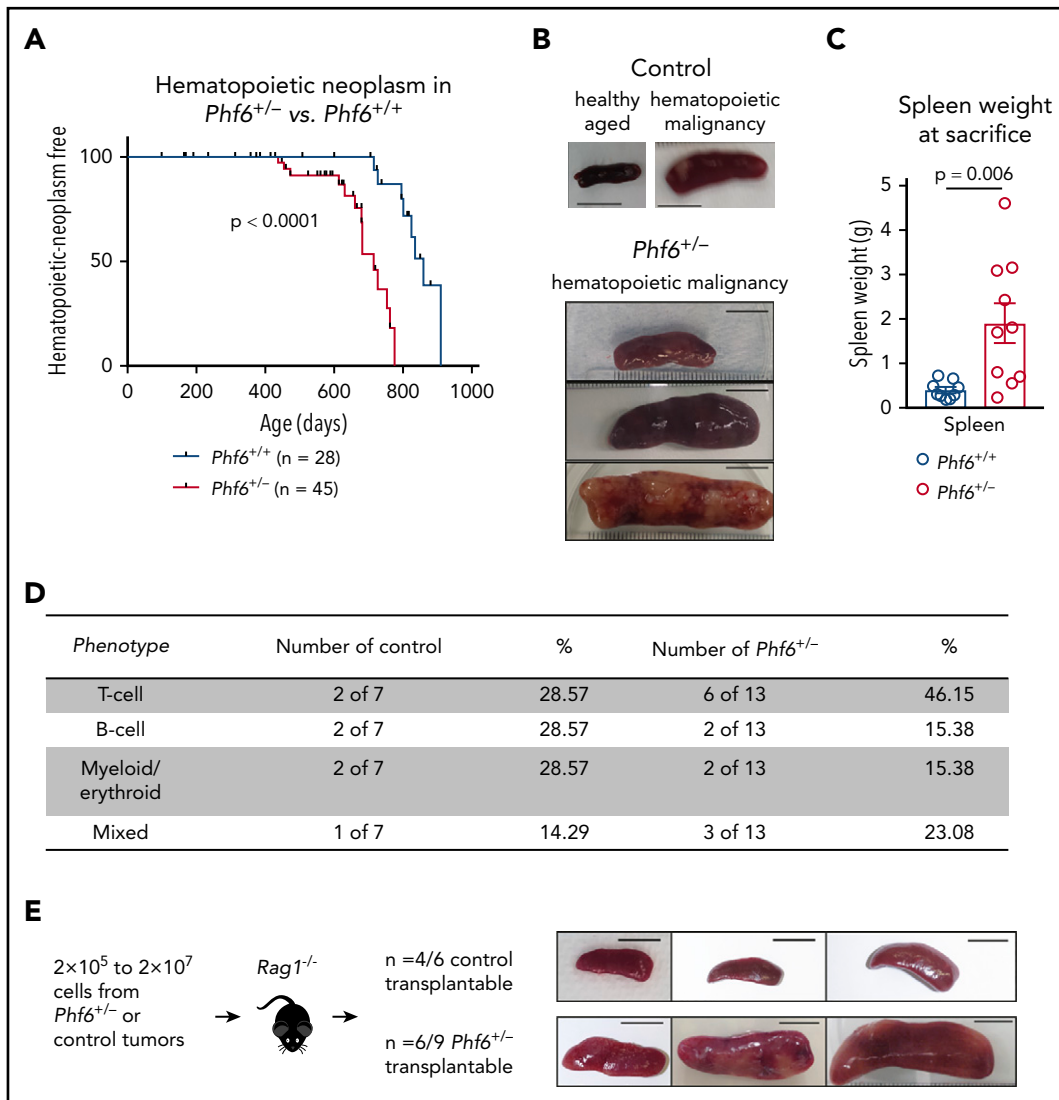 A
Hematopoietic neoplasm in
Phf6+/− vs. Phf6+/+
Hematopoietic-neoplasm free
100
50
0
p < 0.0001
0 200 400 600 800 1000
Age (days)
Phf6+/+ (n = 28)
Phf6+/− (n = 45)
B
Control
healthy aged
hematopoietic malignancy
Phf6+/−
hematopoietic malignancy
C
Spleen weight
at sacrifice
p = 0.006
Spleen weight (g)
5
4
3
2
1
0
Spleen
Phf6+/+
Phf6+/−
D
Phenotype Number of control % Number of Phf6+/− %
T-cell 2 of 7 28.57 6 of 13 46.15
B-cell 2 of 7 28.57 2 of 13 15.38
Myeloid/
erythroid 2 of 7 28.57 2 of 13 15.38
Mixed 1 of 7 14.29 3 of 13 23.08
E
2×10⁵ to 2×10⁷
cells from
Phf6+/− or
control tumors
Rag1-/-
n =4/6 control
transplantable
n =6/9 Phf6+/−
transplantable